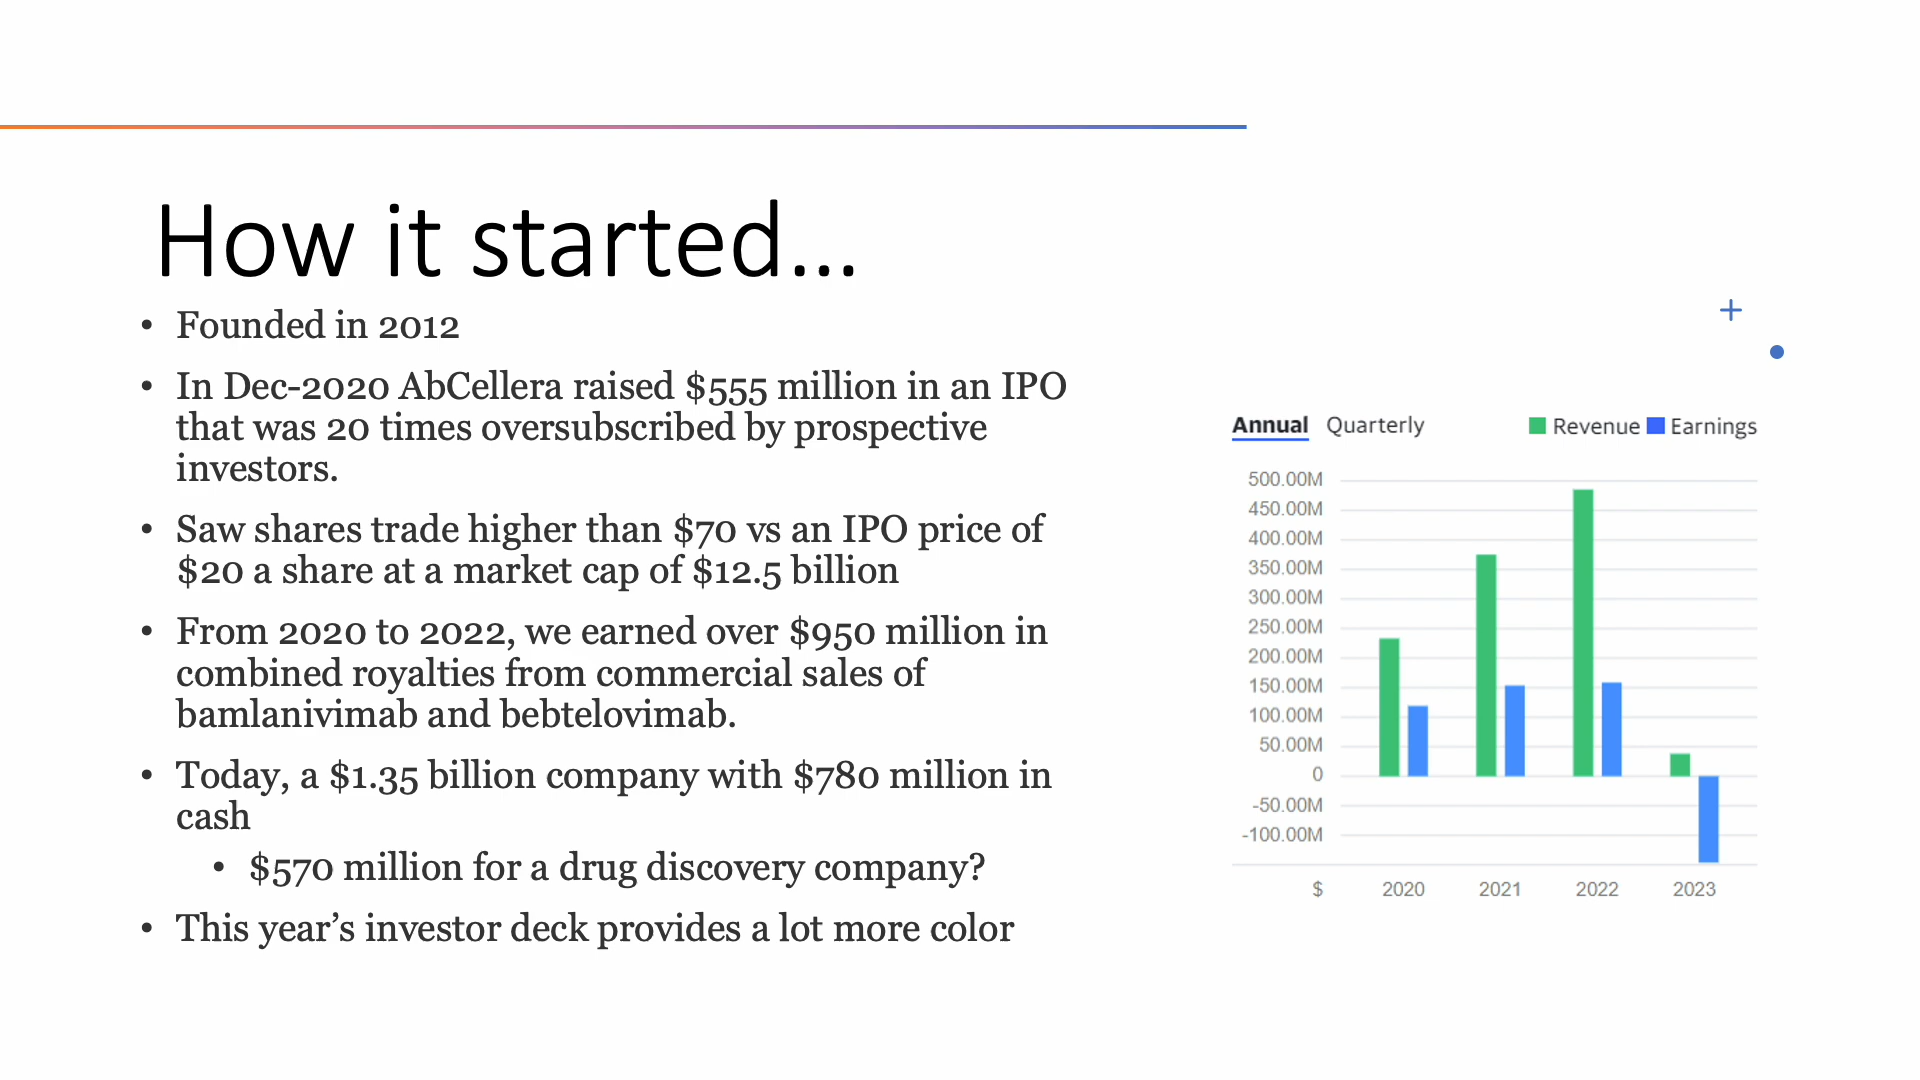 How it started...
• Founded in 2012
• In Dec-2020 AbCellera raised $555 million in an IPO
that was 20 times oversubscribed by prospective
investors.
• Saw shares trade higher than $70 vs an IPO price of
$20 a share at a market cap of $12.5 billion
• From 2020 to 2022, we earned over $950 million in
combined royalties from commercial sales of
bamlanivimab and bebtelovimab.
• Today, a $1.35 billion company with $780 million in
cash
• $570 million for a drug discovery company?
• This year’s investor deck provides a lot more color
Annual Quarterly Revenue Earnings
500.00M
450.00M
400.00M
350.00M
300.00M
250.00M
200.00M
150.00M
100.00M
50.00M
0
-50.00M
-100.00M
$ 2020 2021 2022 2023